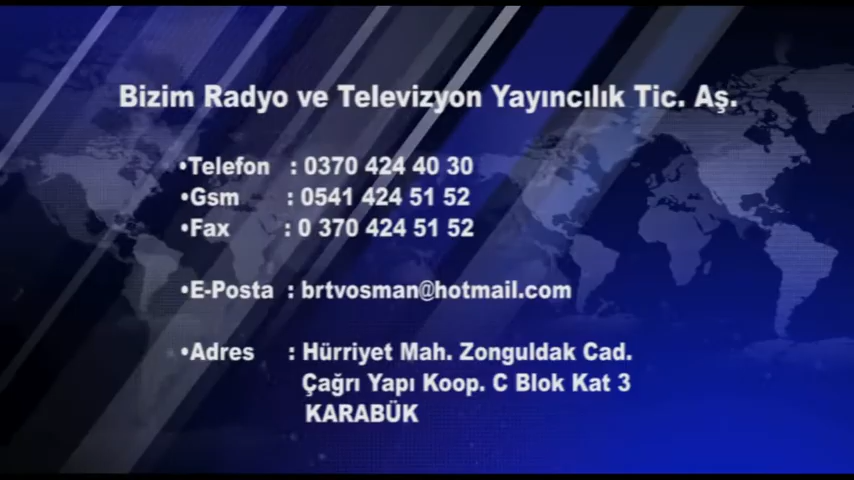 Bizim Radyo ve Televizyon Yayıncılık Tic. Aş.
•Telefon : 0370 424 40 30
•Gsm : 0541 424 51 52
•Fax : 0 370 424 51 52
•E-Posta : brtvosman@hotmail.com
•Adres : Hürriyet Mah. Zonguldak Cad.
Çağrı Yapı Koop. C Blok Kat 3
KARABÜK